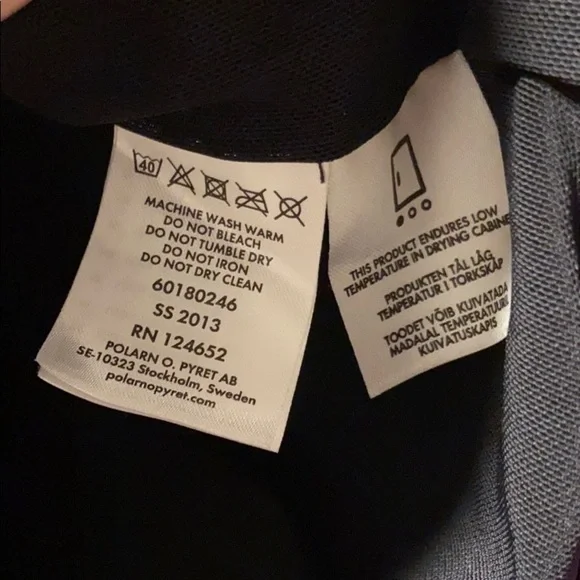 40
MACHINE WASH WARM
DO NOT BLEACH
DO NOT TUMBLE DRY
DO NOT IRON
DO NOT DRY CLEAN
60180246
SS 2013
RN 124652
POLARN O. PYRET AB
SE-10323 Stockholm, Sweden
polarnopyret.com
THIS PRODUCT ENDURES LOW
TEMPERATURE IN DRYING CABINE
PRODUKTEN TÅL LÅG
TEMPERATUR I TORKSKÅP
TOODET VÕIB KUIVATADA
MADALAL TEMPERATUURIL
KUIVATUSKAPIS